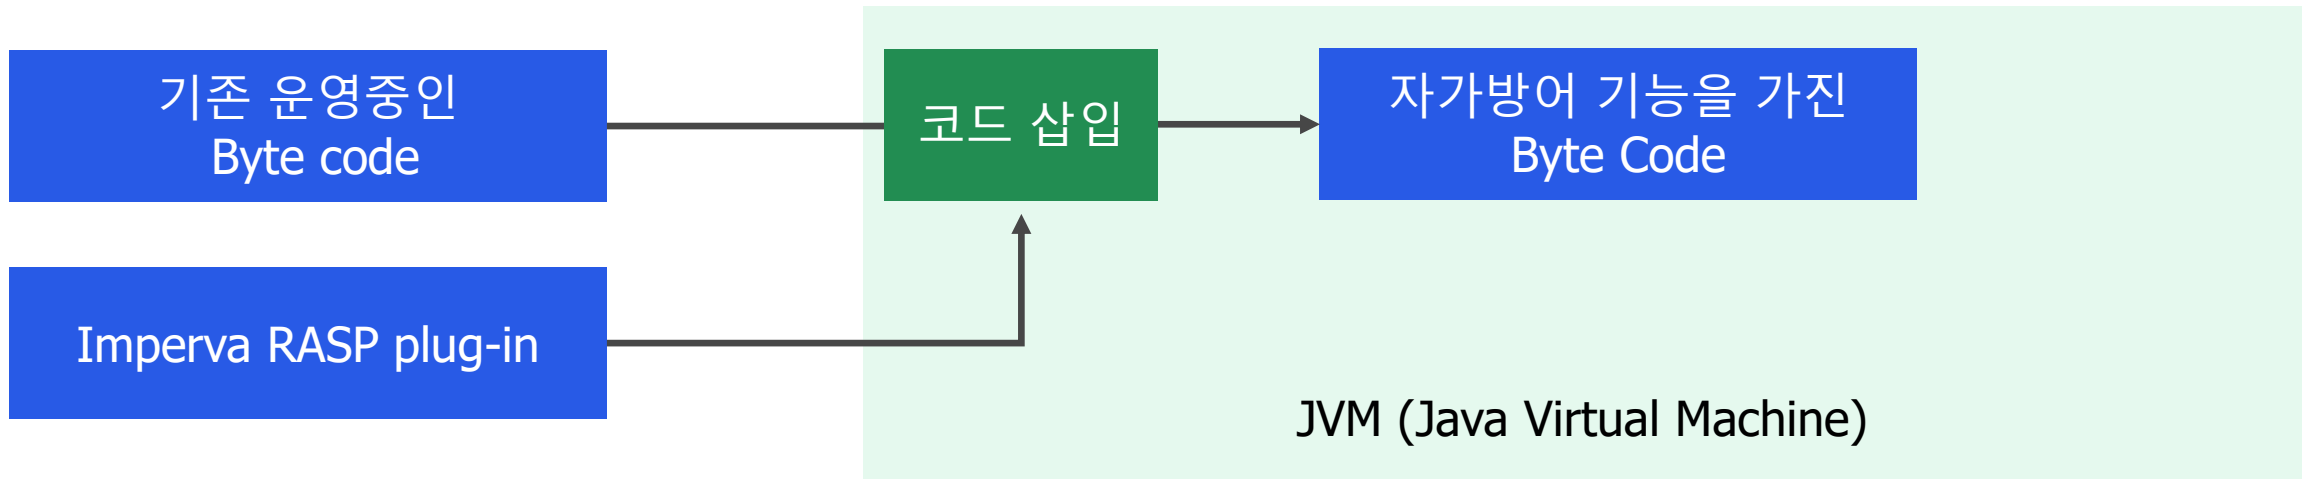 기존 운영중인
Byte code
코드 삽입
자가방어 기능을 가진
Byte Code
Imperva RASP plug-in
JVM (Java Virtual Machine)